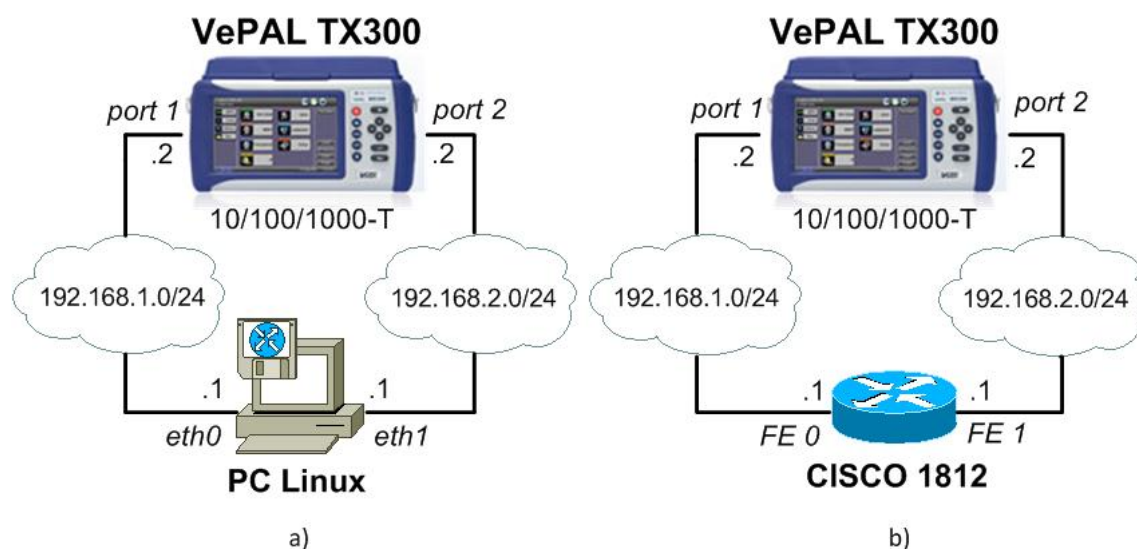 VePAL TX300
port 1
port 2
.2
.2
10/100/1000-T
192.168.1.0/24
192.168.2.0/24
.1
.1
eth0
eth1
PC Linux
a)
VePAL TX300
port 1
port 2
.2
.2
10/100/1000-T
192.168.1.0/24
192.168.2.0/24
.1
.1
FE 0
FE 1
CISCO 1812
b)